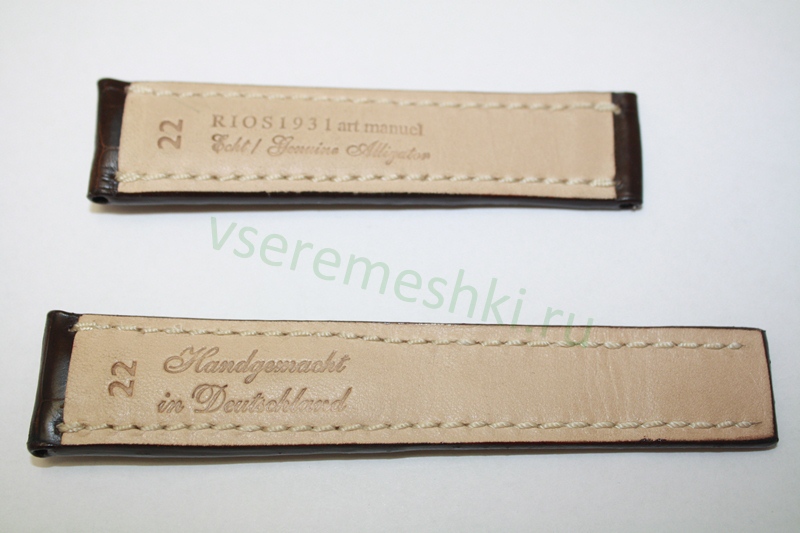 22
RIOS1931 art manuel
Echt / Genuine Alligator
vseremeshki.ru
22
Handgemacht
in Deutschland